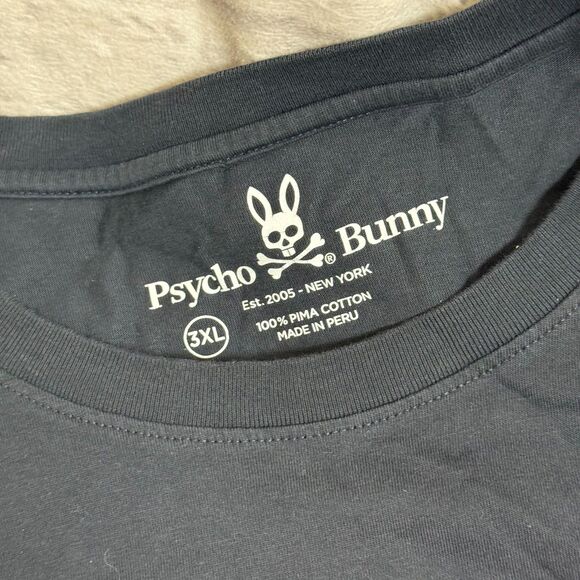 Psycho ® Bunny
Est. 2005 - NEW YORK
3XL
100% PIMA COTTON
MADE IN PERU